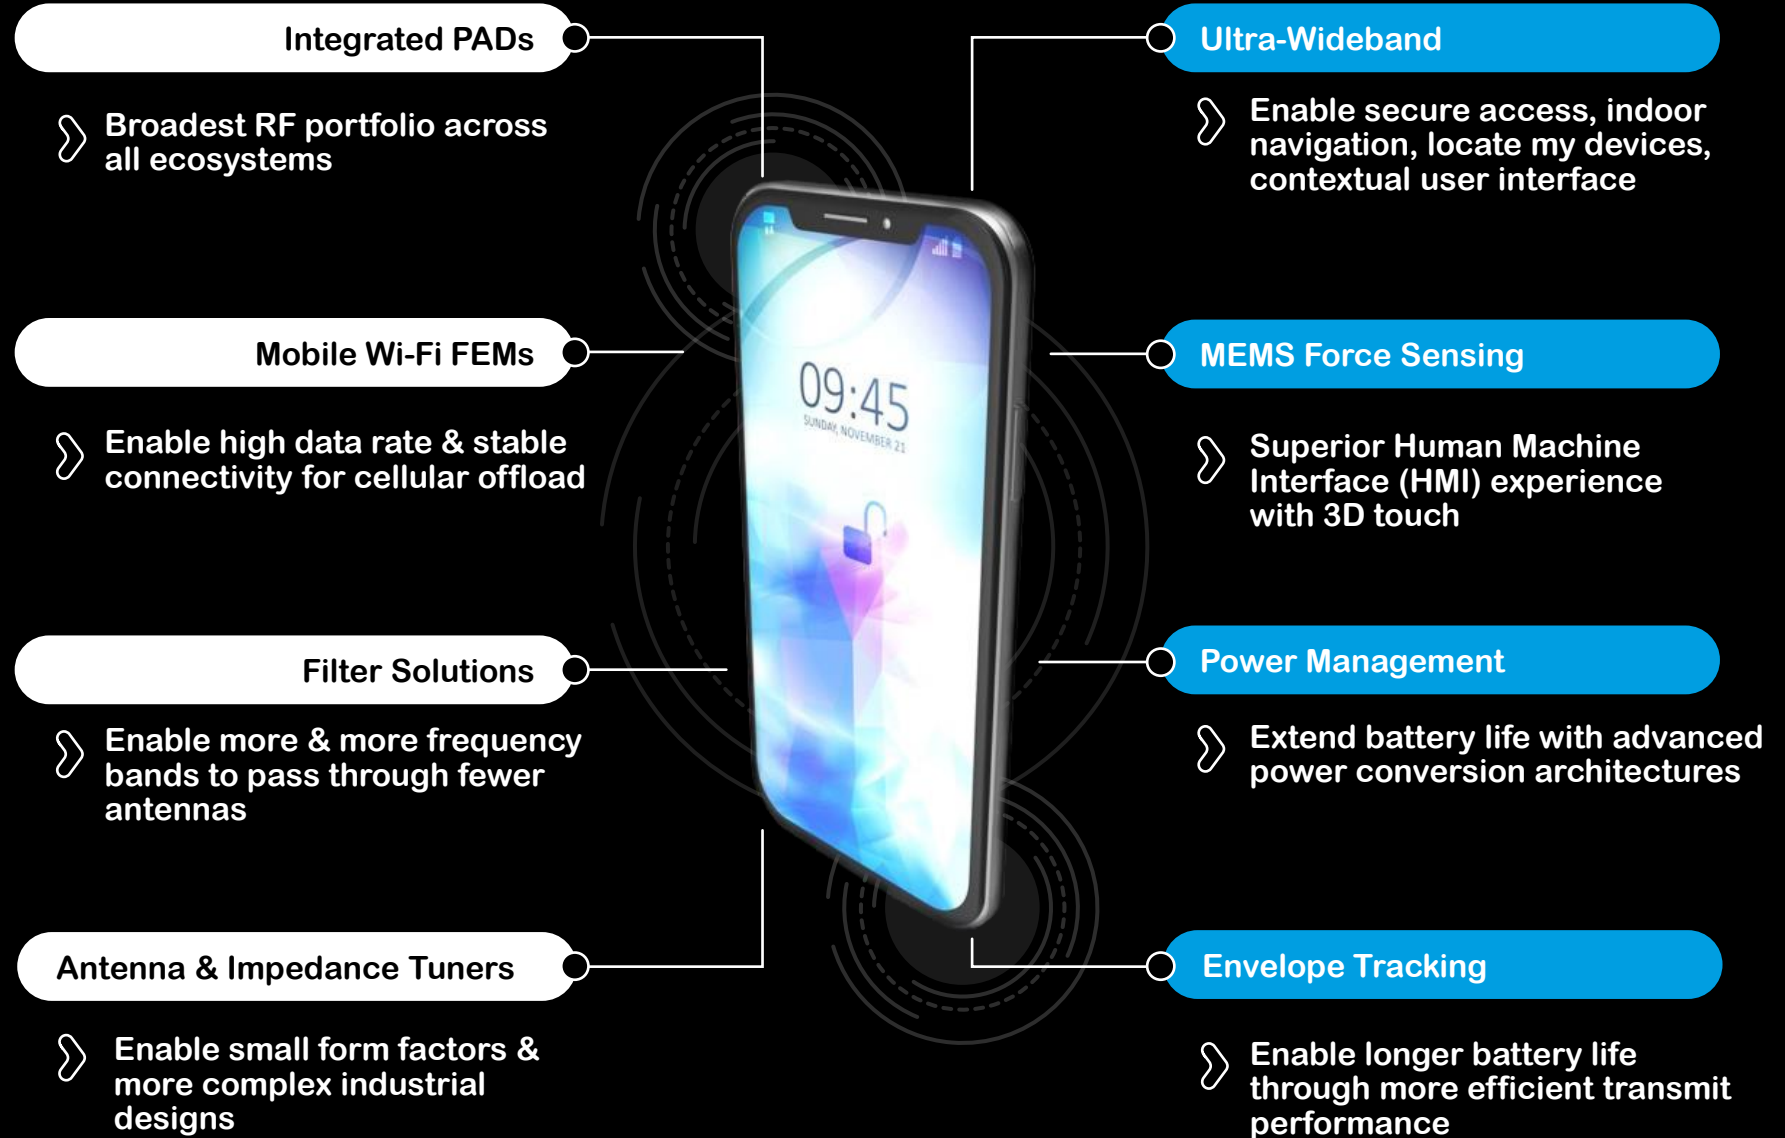 Integrated PADs
Broadest RF portfolio across
all ecosystems
Mobile Wi-Fi FEMs
Enable high data rate & stable
connectivity for cellular offload
Filter Solutions
Enable more & more frequency
bands to pass through fewer
antennas
Antenna & Impedance Tuners
Enable small form factors &
more complex industrial
designs
09:45
SUNDAY, NOVEMBER 21
Ultra-Wideband
Enable secure access, indoor
navigation, locate my devices,
contextual user interface
MEMS Force Sensing
Superior Human Machine
Interface (HMI) experience
with 3D touch
Power Management
Extend battery life with advanced
power conversion architectures
Envelope Tracking
Enable longer battery life
through more efficient transmit
performance